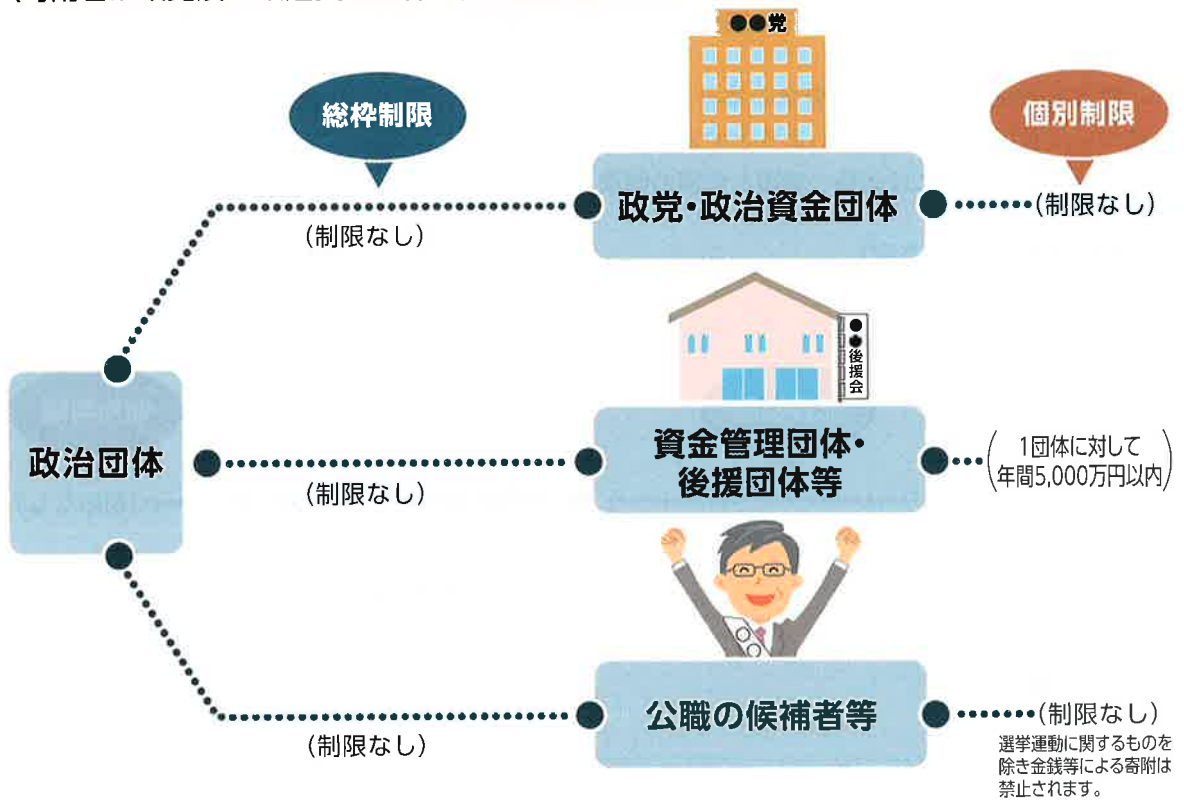 ●●党
総枠制限
個別制限
政党・政治資金団体
(制限なし)
(制限なし)
●●後援会
政治団体
資金管理団体・
後援団体等
(制限なし)
1団体に対して
年間5,000万円以内
公職の候補者等
(制限なし)
(制限なし)
選挙運動に関するものを
除き金銭等による寄附は
禁止されます。